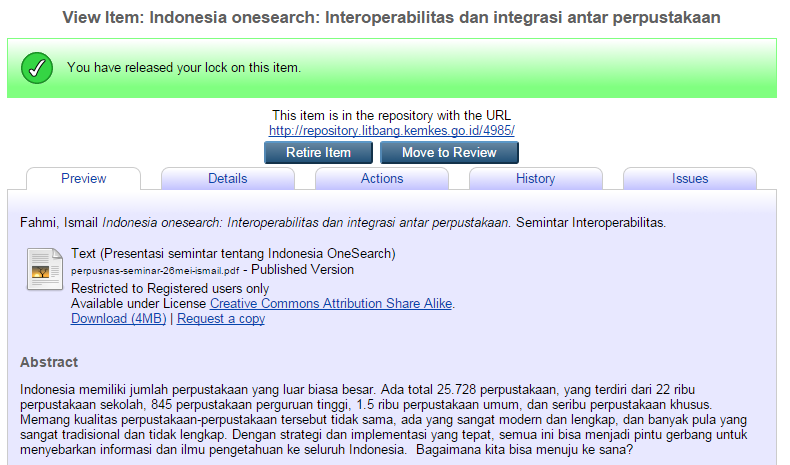 View Item: Indonesia onesearch: Interoperabilitas dan integrasi antar perpustakaan
You have released your lock on this item.
This item is in the repository with the URL
http://repository.litbang.kemkes.go.id/4985/
Retire Item Move to Review
Preview Details Actions History Issues
Fahmi, Ismail Indonesia onesearch: Interoperabilitas dan integrasi antar perpustakaan. Semintar Interoperabilitas.
Text (Presentasi semintar tentang Indonesia OneSearch)
perpusnas-seminar-26mei-ismail.pdf - Published Version
Restricted to Registered users only
Available under License Creative Commons Attribution Share Alike.
Download (4MB) | Request a copy
Abstract
Indonesia memiliki jumlah perpustakaan yang luar biasa besar. Ada total 25.728 perpustakaan, yang terdiri dari 22 ribu
perpustakaan sekolah, 845 perpustakaan perguruan tinggi, 1.5 ribu perpustakaan umum, dan seribu perpustakaan khusus.
Memang kualitas perpustakaan-perpustakaan tersebut tidak sama, ada yang sangat modern dan lengkap, dan banyak pula yang
sangat tradisional dan tidak lengkap. Dengan strategi dan implementasi yang tepat, semua ini bisa menjadi pintu gerbang untuk
menyebarkan informasi dan ilmu pengetahuan ke seluruh Indonesia. Bagaimana kita bisa menuju ke sana?